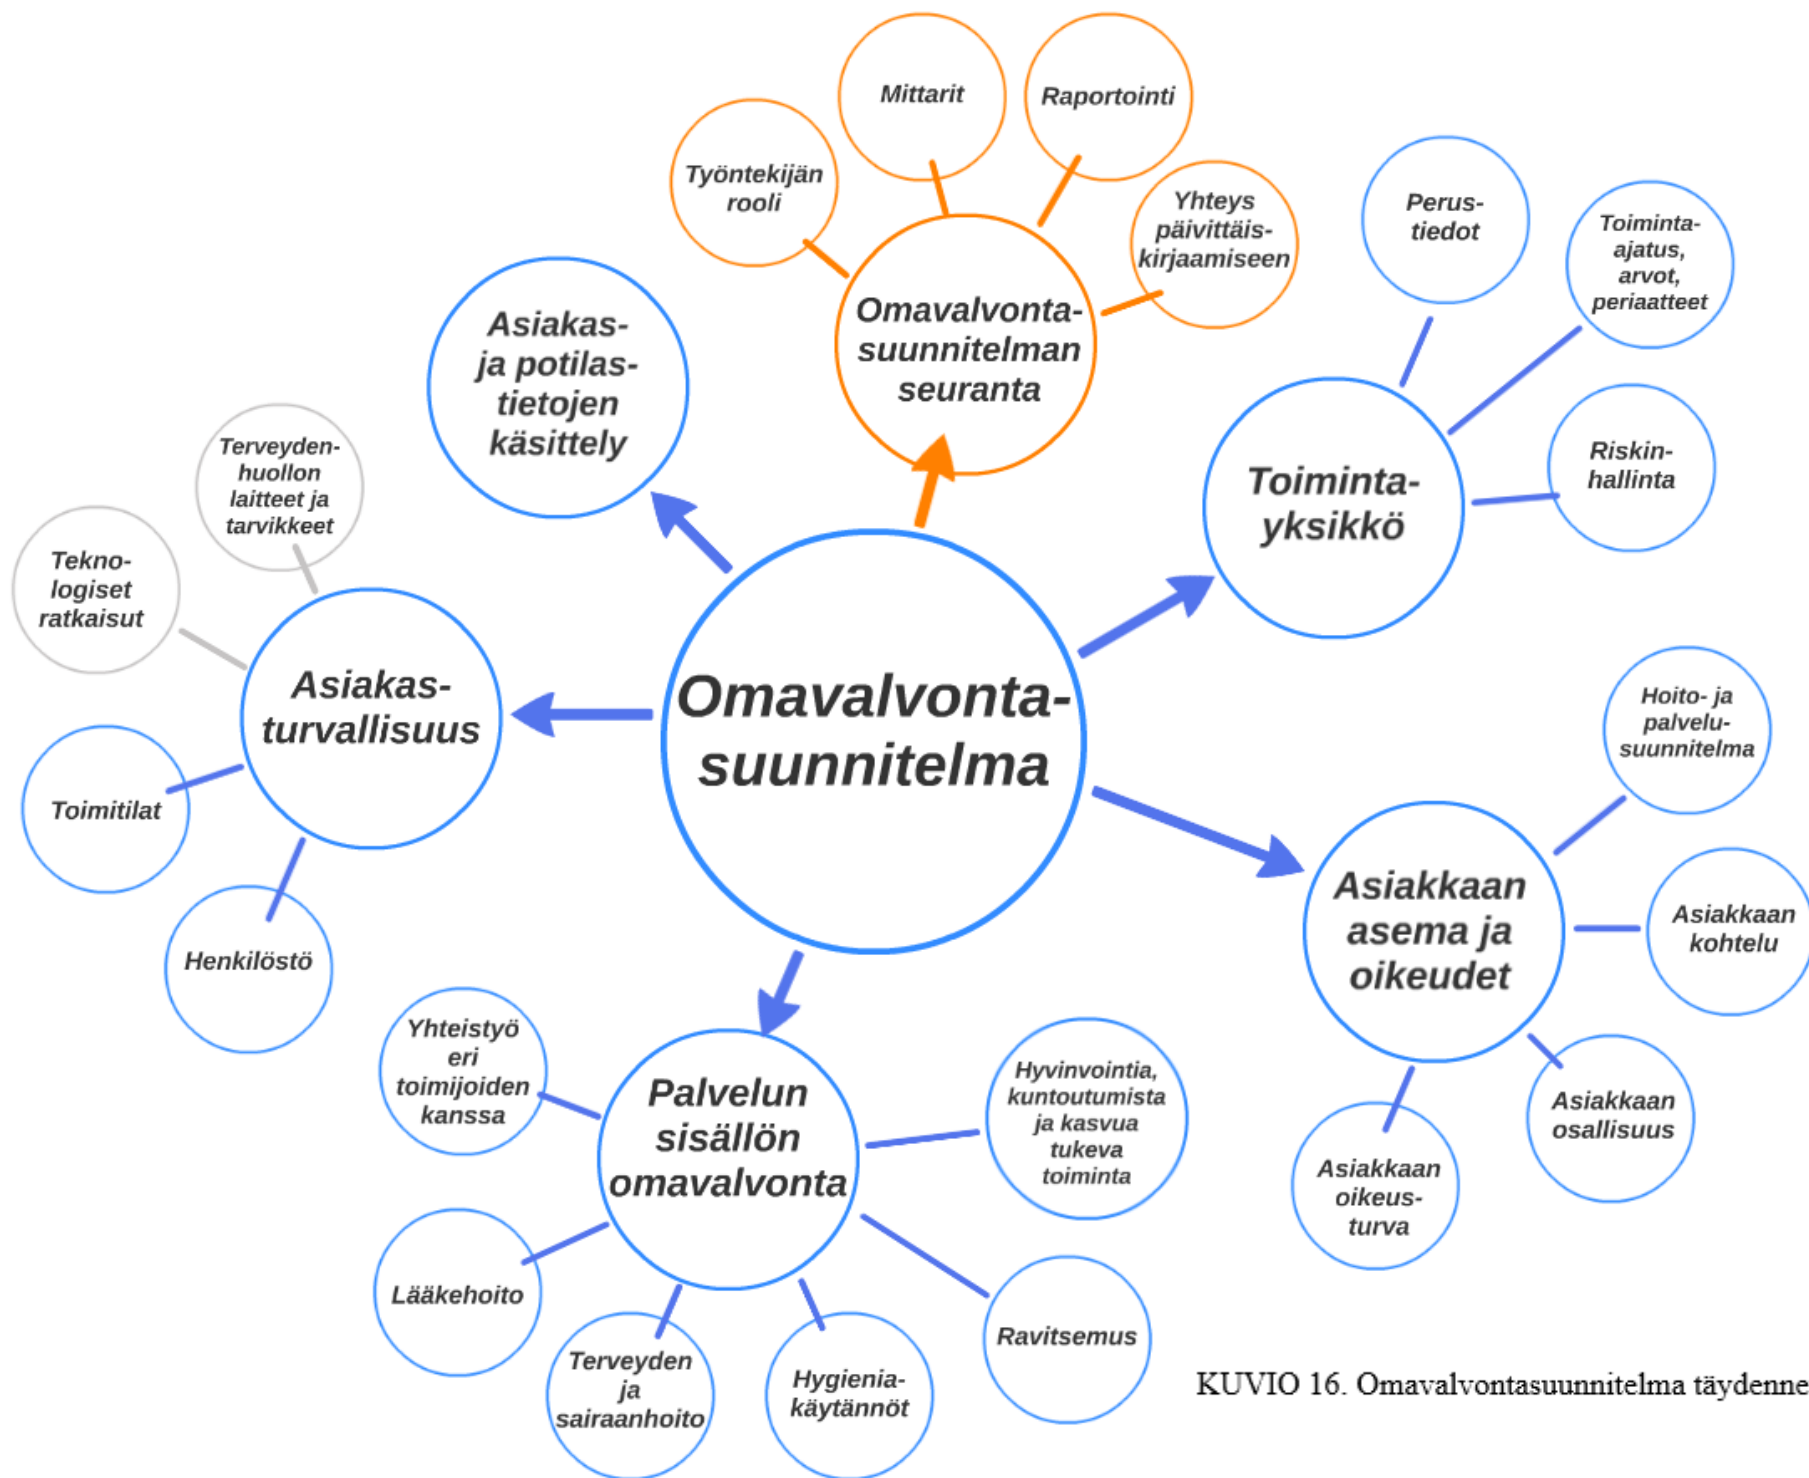 Mittarit
Raportointi
Työntekijän
rooli
Yhteys
päivittäis-
kirjaamiseen
Omavalvonta-
suunnitelman
seuranta
Perus-
tiedot
Toiminta-
ajatus,
arvot,
periaatteet
Riskin-
hallinta
Toiminta-
yksikkö
Asiakas-
ja potilas-
tietojen
käsittely
Terveyden-
huollon
laitteet ja
tarvikkeet
Tekno-
logiset
ratkaisut
Asiakas-
turvallisuus
Toimitilat
Henkilöstö
Omavalvonta-
suunnitelma
Hoito- ja
palvelu-
suunnitelma
Asiakkaan
asema ja
oikeudet
Asiakkaan
kohtelu
Asiakkaan
osallisuus
Asiakkaan
oikeus-
turva
Yhteistyö
eri
toimijoiden
kanssa
Palvelun
sisällön
omavalvonta
Hyvinvointia,
kuntoutumista
ja kasvua
tukeva
toiminta
Lääkehoito
Terveyden
ja
sairaanhoito
Hygienia-
käytännöt
Ravitsemus
KUVIO 16. Omavalvontasuunnitelma täydenne